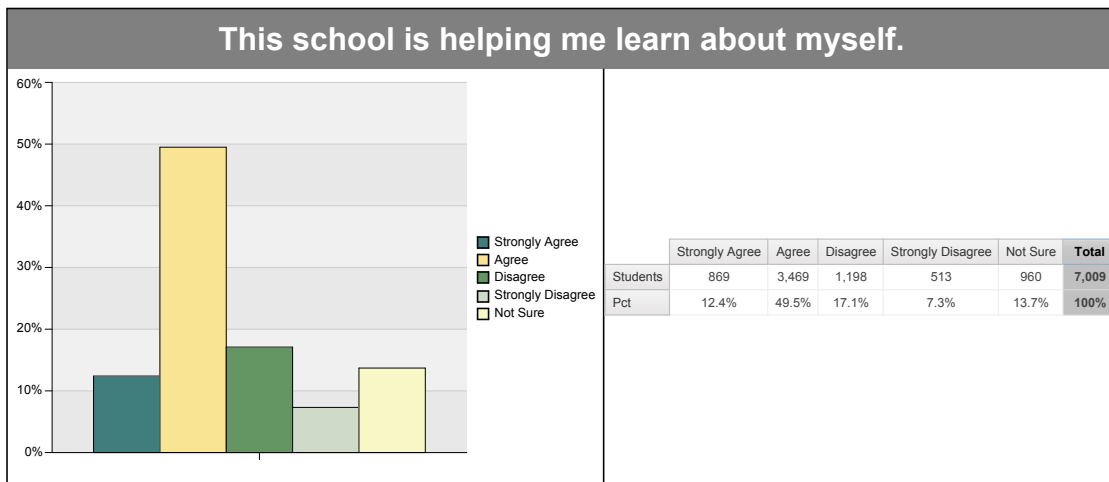 This school is helping me learn about myself.
60%
50%
40%
30%
20%
10%
0%
Strongly Agree
Agree
Disagree
Strongly Disagree
Not Sure
Strongly Agree Agree Disagree Strongly Disagree Not Sure Total
Students 869 3,469 1,198 513 960 7,009
Pct 12.4% 49.5% 17.1% 7.3% 13.7% 100%